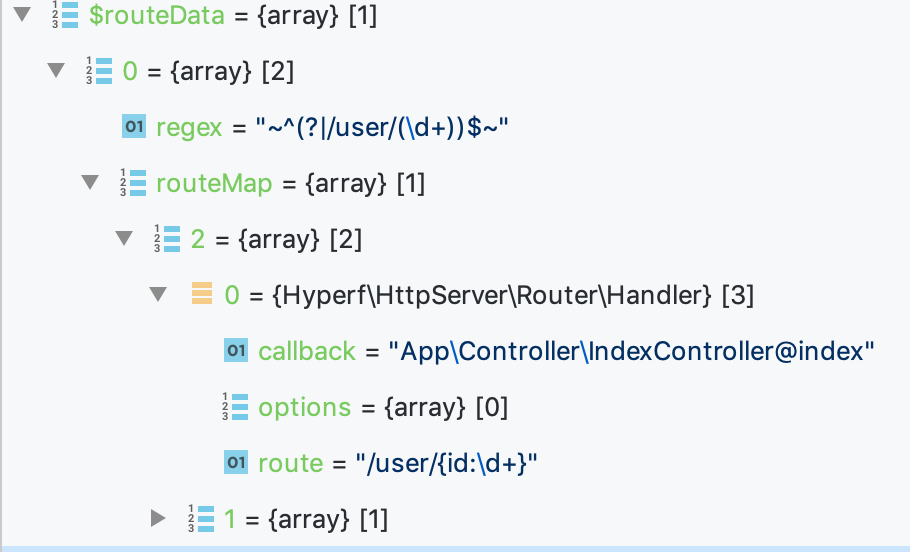 $routeData = {array} [1]
0 = {array} [2]
regex = "~^(?|/user/(\d+))$~"
routeMap = {array} [1]
2 = {array} [2]
0 = {Hyperf\HttpServer\Router\Handler} [3]
callback = "App\Controller\IndexController@index"
options = {array} [0]
route = "/user/{id:\d+}"
1 = {array} [1]